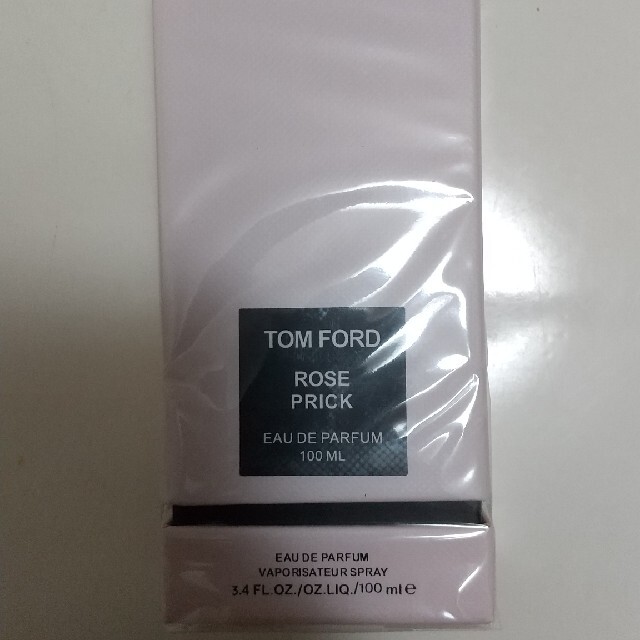 TOM FORD
ROSE
PRICK
EAU DE PARFUM
100 ML
EAU DE PARFUM
VAPORISATEUR SPRAY
3.4 FL.OZ./OZ.LIQ./100 ml ℮